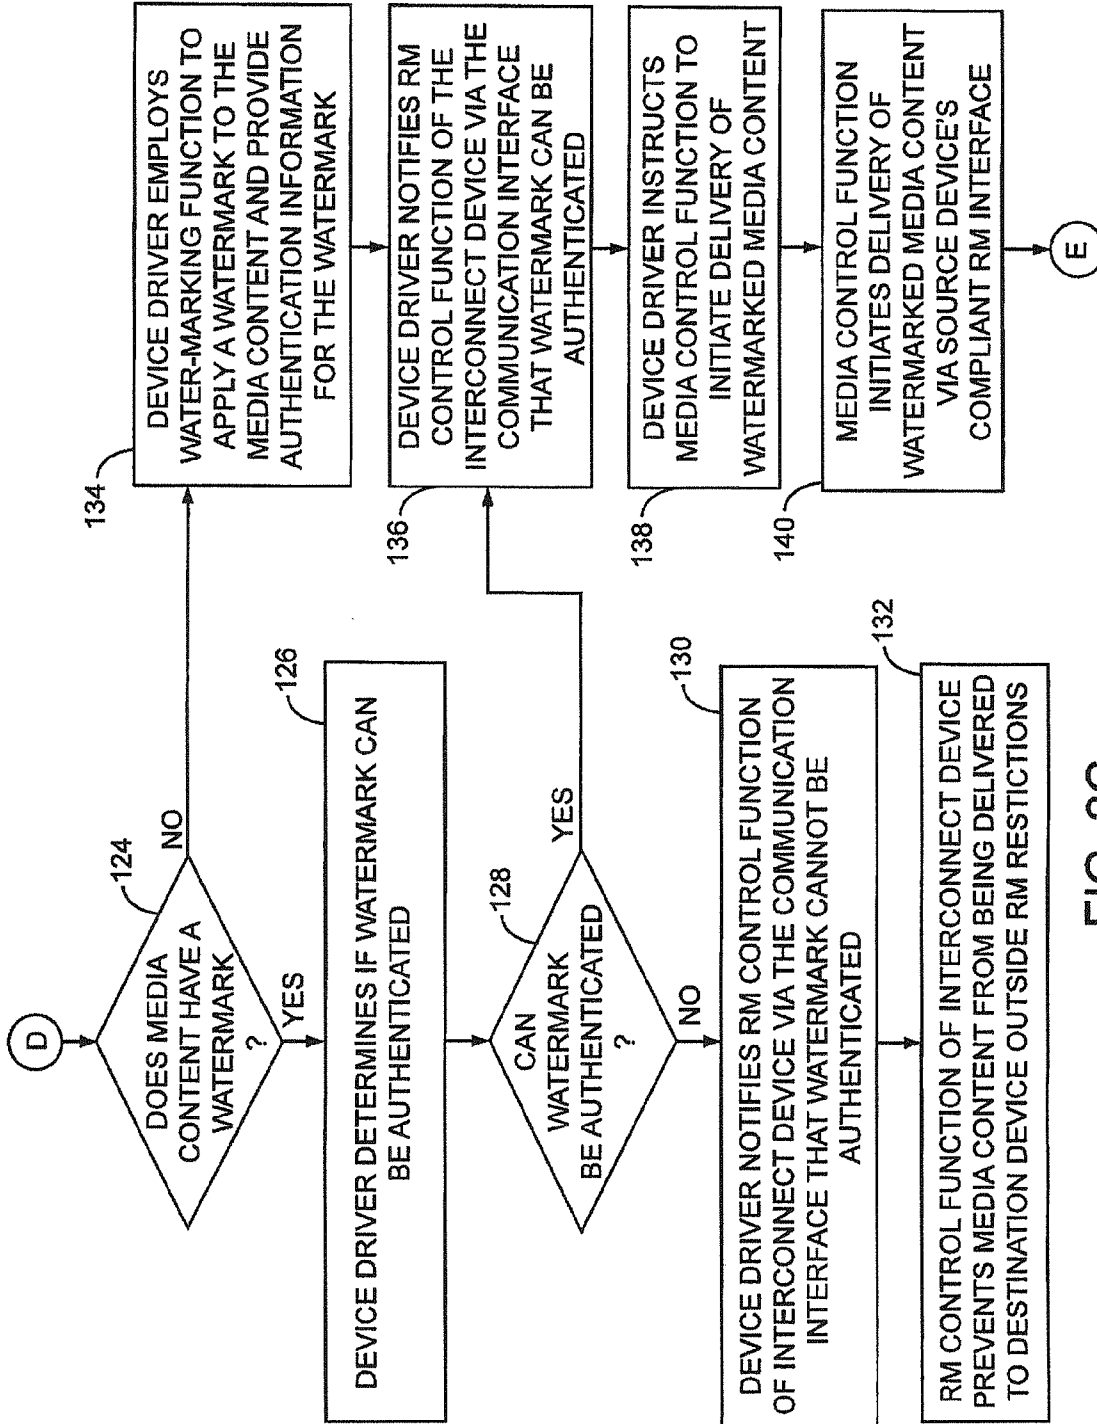 D
DOES MEDIA
CONTENT HAVE A
WATERMARK
?
124
NO
YES
126
DEVICE DRIVER DETERMINES IF WATERMARK CAN
BE AUTHENTICATED
CAN
WATERMARK
BE AUTHENTICATED
?
128
YES
NO
130
DEVICE DRIVER NOTIFIES RM CONTROL FUNCTION
OF INTERCONNECT DEVICE VIA THE COMMUNICATION
INTERFACE THAT WATERMARK CANNOT BE
AUTHENTICATED
132
RM CONTROL FUNCTION OF INTERCONNECT DEVICE
PREVENTS MEDIA CONTENT FROM BEING DELIVERED
TO DESTINATION DEVICE OUTSIDE RM RESTICTIONS
134
DEVICE DRIVER EMPLOYS
WATER-MARKING FUNCTION TO
APPLY A WATERMARK TO THE
MEDIA CONTENT AND PROVIDE
AUTHENTICATION INFORMATION
FOR THE WATERMARK
136
DEVICE DRIVER NOTIFIES RM
CONTROL FUNCTION OF THE
INTERCONNECT DEVICE VIA THE
COMMUNICATION INTERFACE
THAT WATERMARK CAN BE
AUTHENTICATED
138
DEVICE DRIVER INSTRUCTS
MEDIA CONTROL FUNCTION TO
INITIATE DELIVERY OF
WATERMARKED MEDIA CONTENT
140
MEDIA CONTROL FUNCTION
INITIATES DELIVERY OF
WATERMARKED MEDIA CONTENT
VIA SOURCE DEVICE'S
COMPLIANT RM INTERFACE
E
FIG.